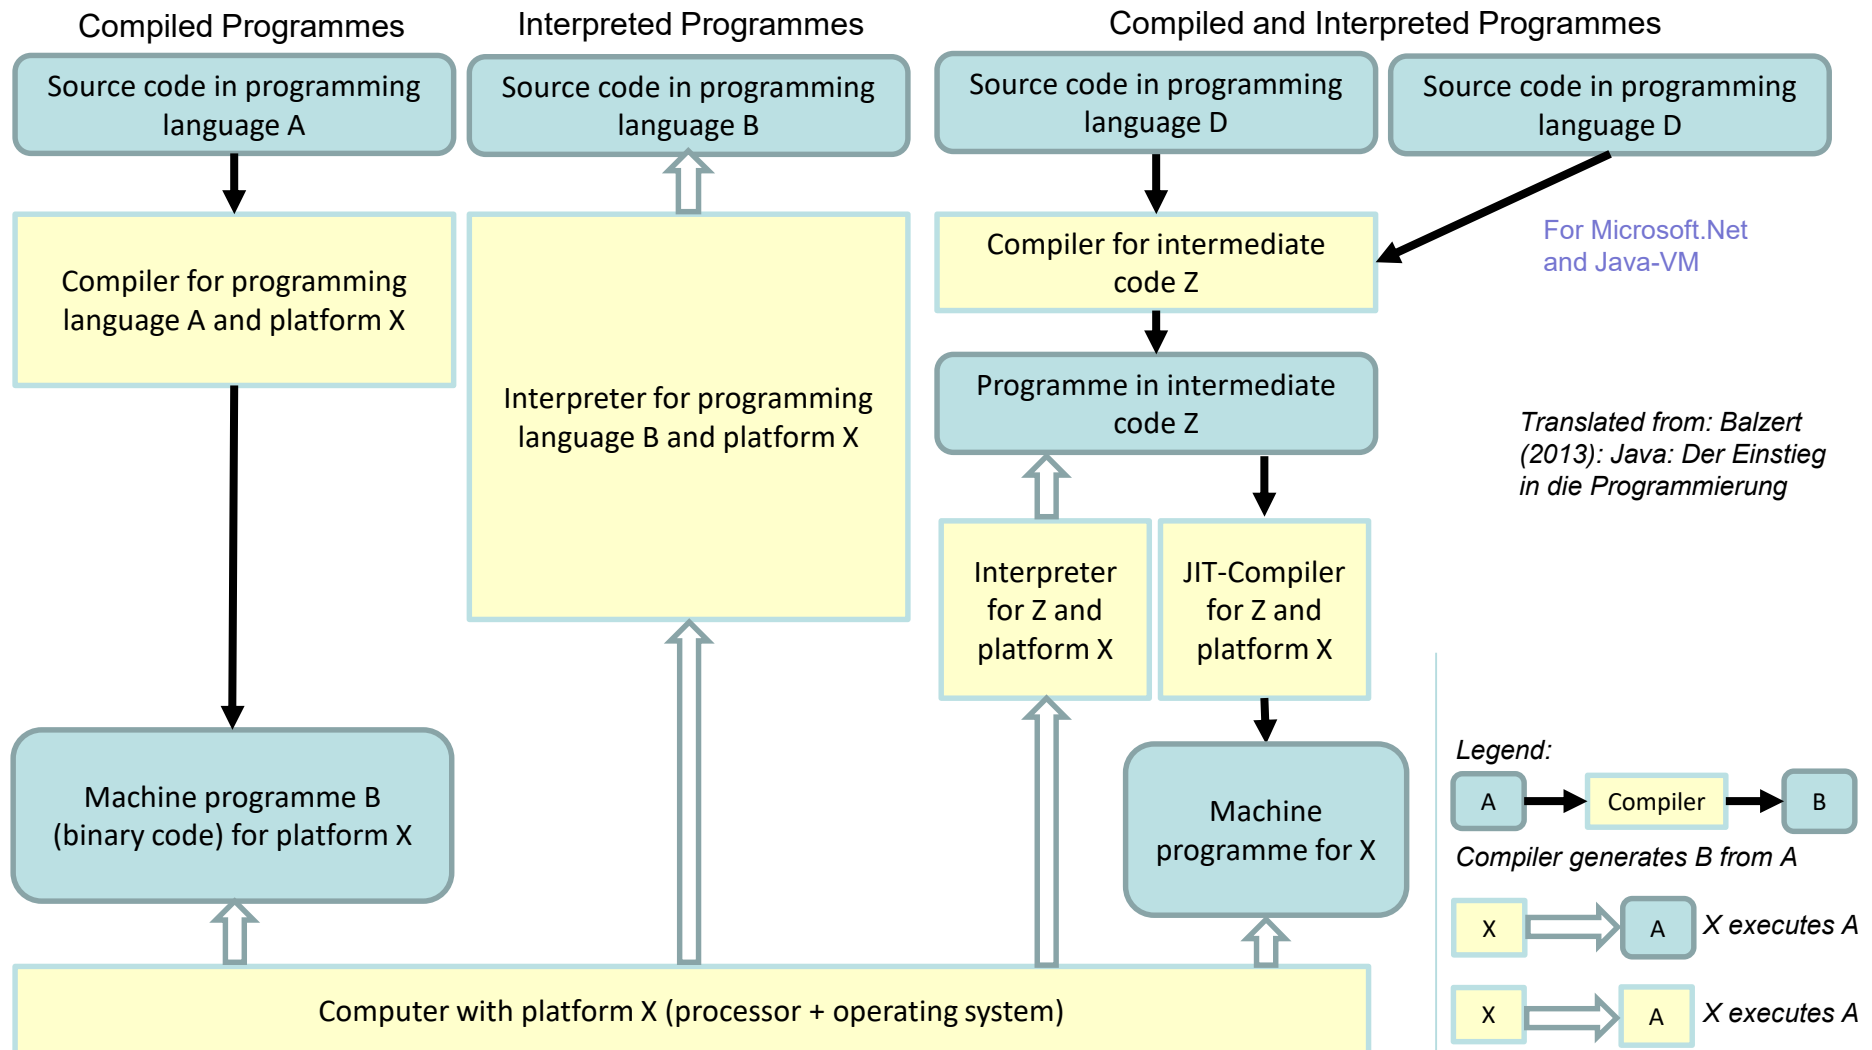 Compiled Programmes
Interpreted Programmes
Compiled and Interpreted Programmes
Source code in programming
language A
Source code in programming
language B
Source code in programming
language D
Source code in programming
language D
Compiler for programming
language A and platform X
Interpreter for programming
language B and platform X
Compiler for intermediate
code Z
For Microsoft.Net
and Java-VM
Programme in intermediate
code Z
Translated from: Balzert
(2013): Java: Der Einstieg
in die Programmierung
Interpreter
for Z and
platform X
JIT-Compiler
for Z and
platform X
Machine programme B
(binary code) for platform X
Machine
programme for X
Computer with platform X (processor + operating system)
Legend:
A
Compiler
B
Compiler generates B from A
X
A
X executes A
X
A
X executes A